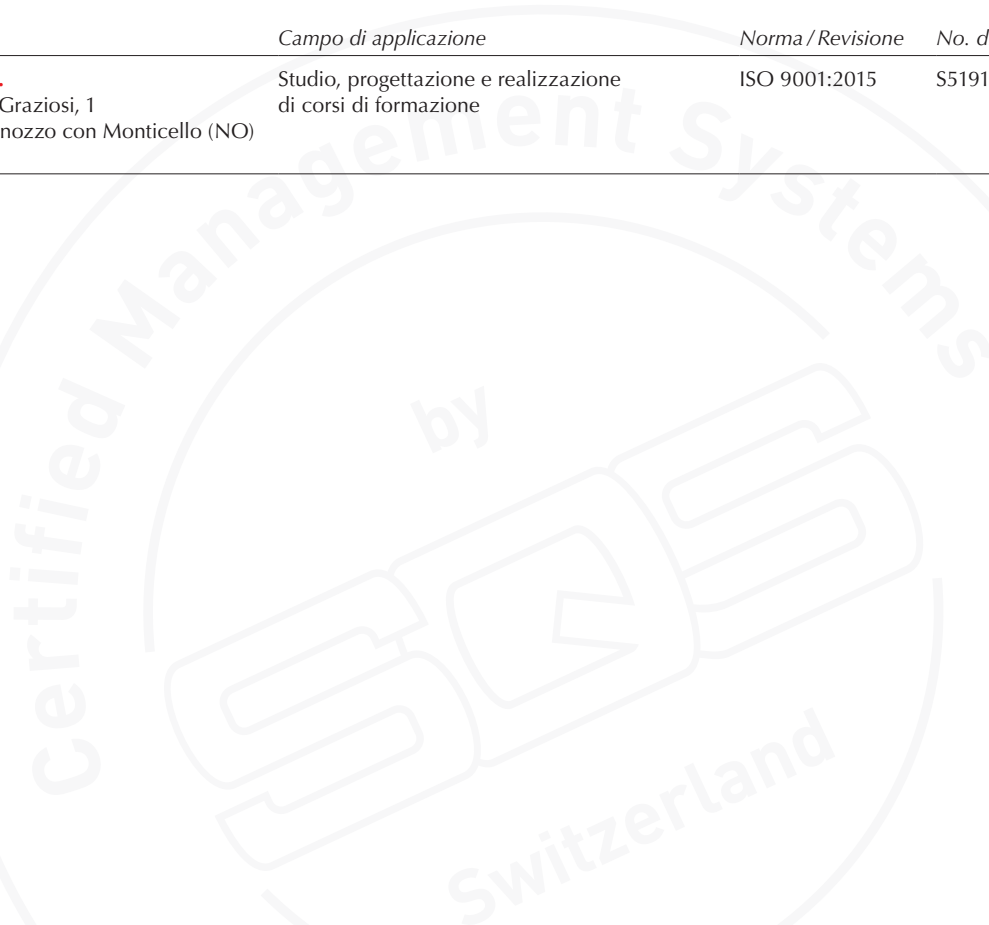 Campo di applicazione Norma / Revisione No. d
Studio, progettazione e realizzazione ISO 9001:2015 S5191
Graziosi, 1 di corsi di formazione
nozzo con Monticello (NO)
Certified Management Systems
by
SQS
Switzerland